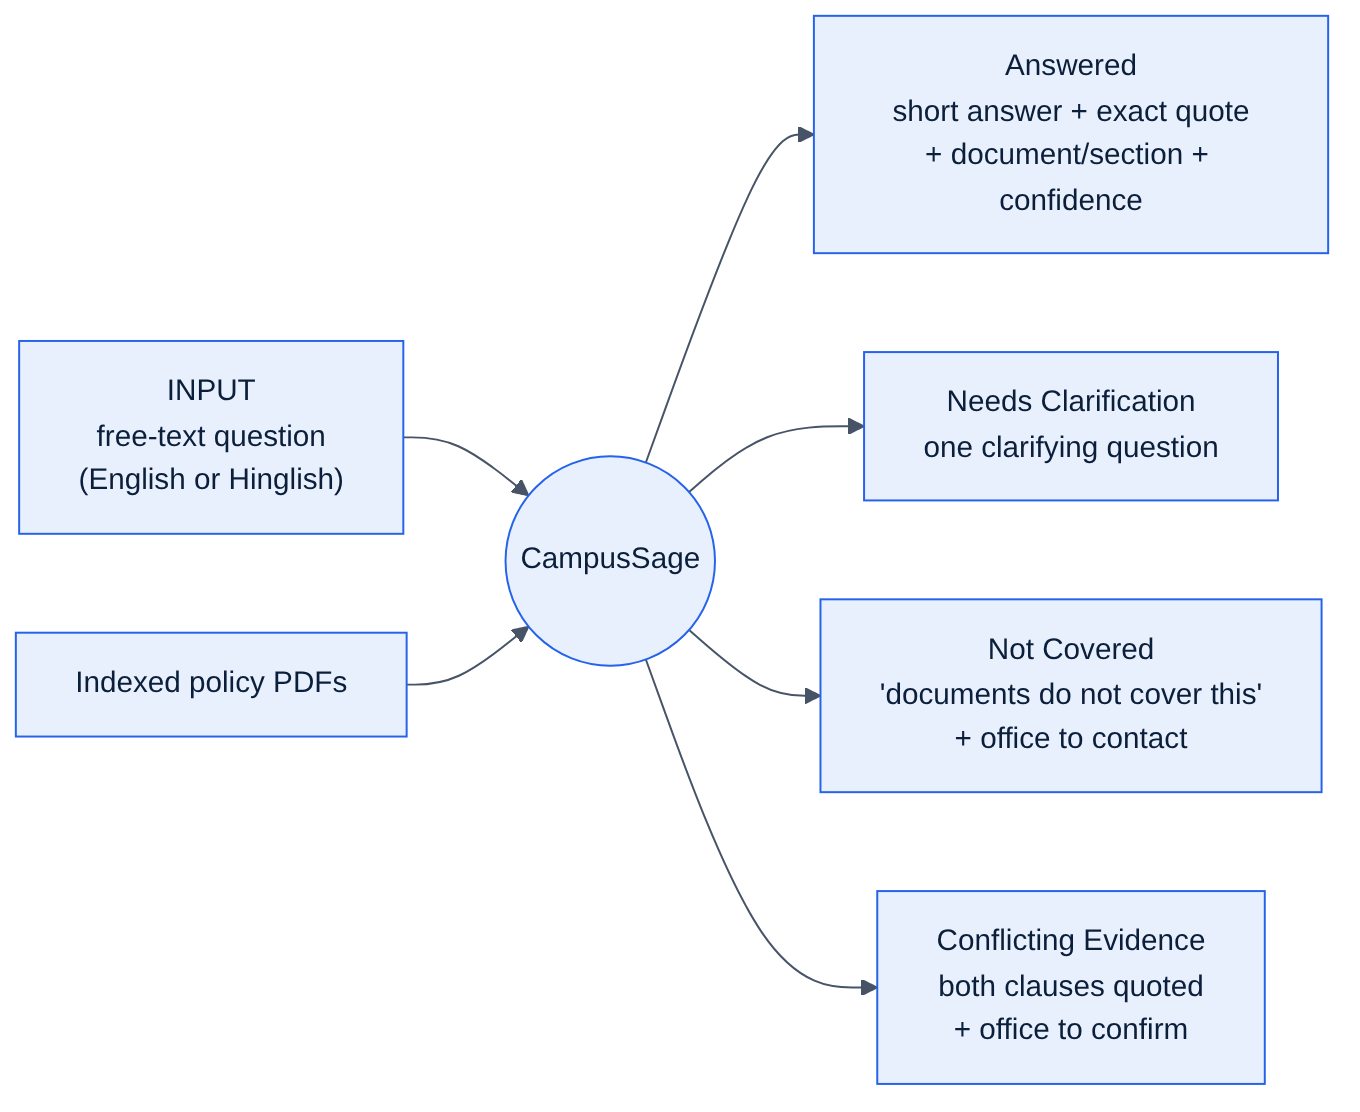 INPUT
free-text question
(English or Hinglish)
Indexed policy PDFs
CampusSage
Answered
short answer + exact quote
+ document/section +
confidence
Needs Clarification
one clarifying question
Not Covered
'documents do not cover this'
+ office to contact
Conflicting Evidence
both clauses quoted
+ office to confirm